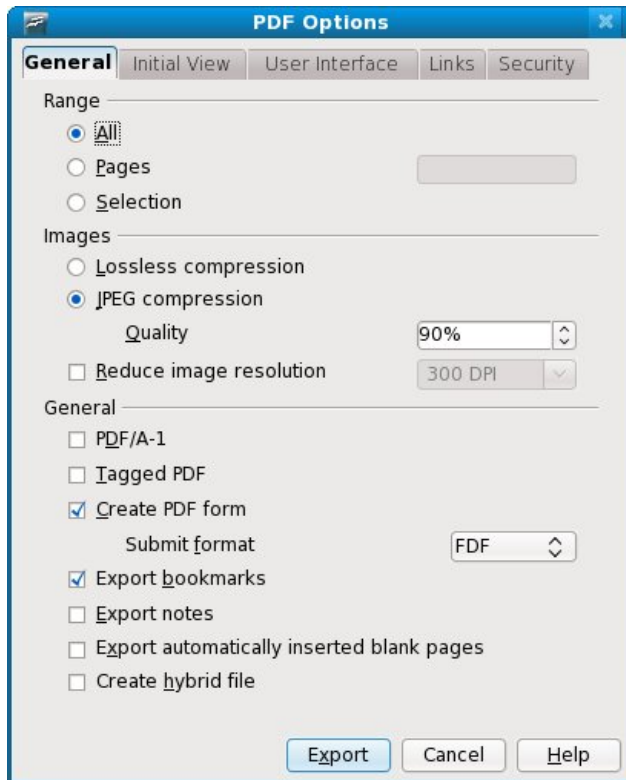 PDF Options
General Initial View User Interface Links Security
Range
All
Pages
Selection
Images
Lossless compression
JPEG compression
Quality 90%
Reduce image resolution 300 DPI
General
PDF/A-1
Tagged PDF
Create PDF form
Submit format FDF
Export bookmarks
Export notes
Export automatically inserted blank pages
Create hybrid file
Export Cancel Help